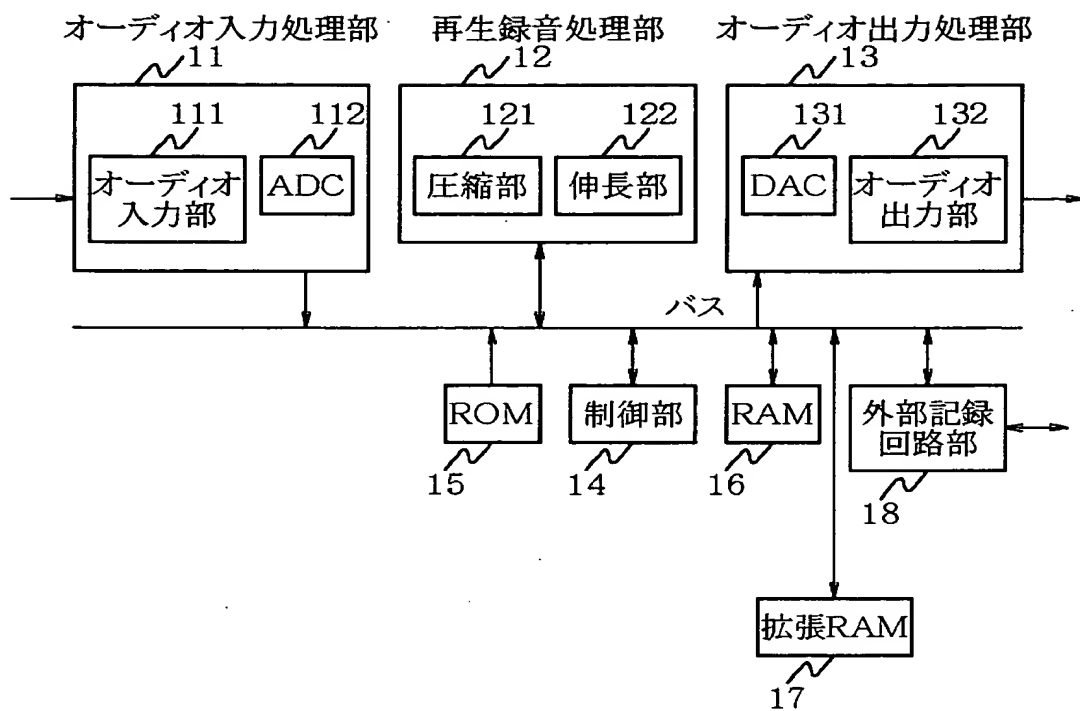 オーディオ入力処理部
11
再生録音処理部
12
オーディオ出力処理部
13
111
112
121
122
131
132
オーディオ
入力部
ADC
圧縮部
伸長部
DAC
オーディオ
出力部
バス
ROM
制御部
RAM
外部記録
回路部
15
14
16
18
拡張RAM
17